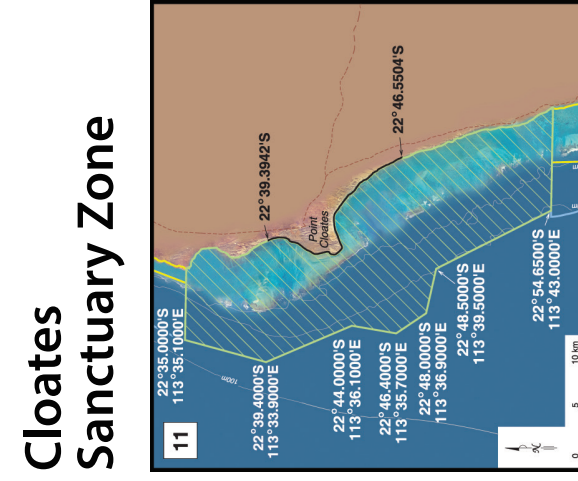 Cloates
Sanctuary Zone
11
22°35.0000'S
113°35.1000'E
22°39.3942'S
22°46.5504'S
Point
Cloates
22°39.4000'S
113°33.9000'E
100m
22°44.0000'S
113°36.1000'E
22°46.4000'S
113°35.7000'E
22°48.0000'S
113°36.9000'E
22°48.5000'S
113°39.5000'E
22°54.6500'S
113°43.0000'E
E
E
N
0 5 10 km